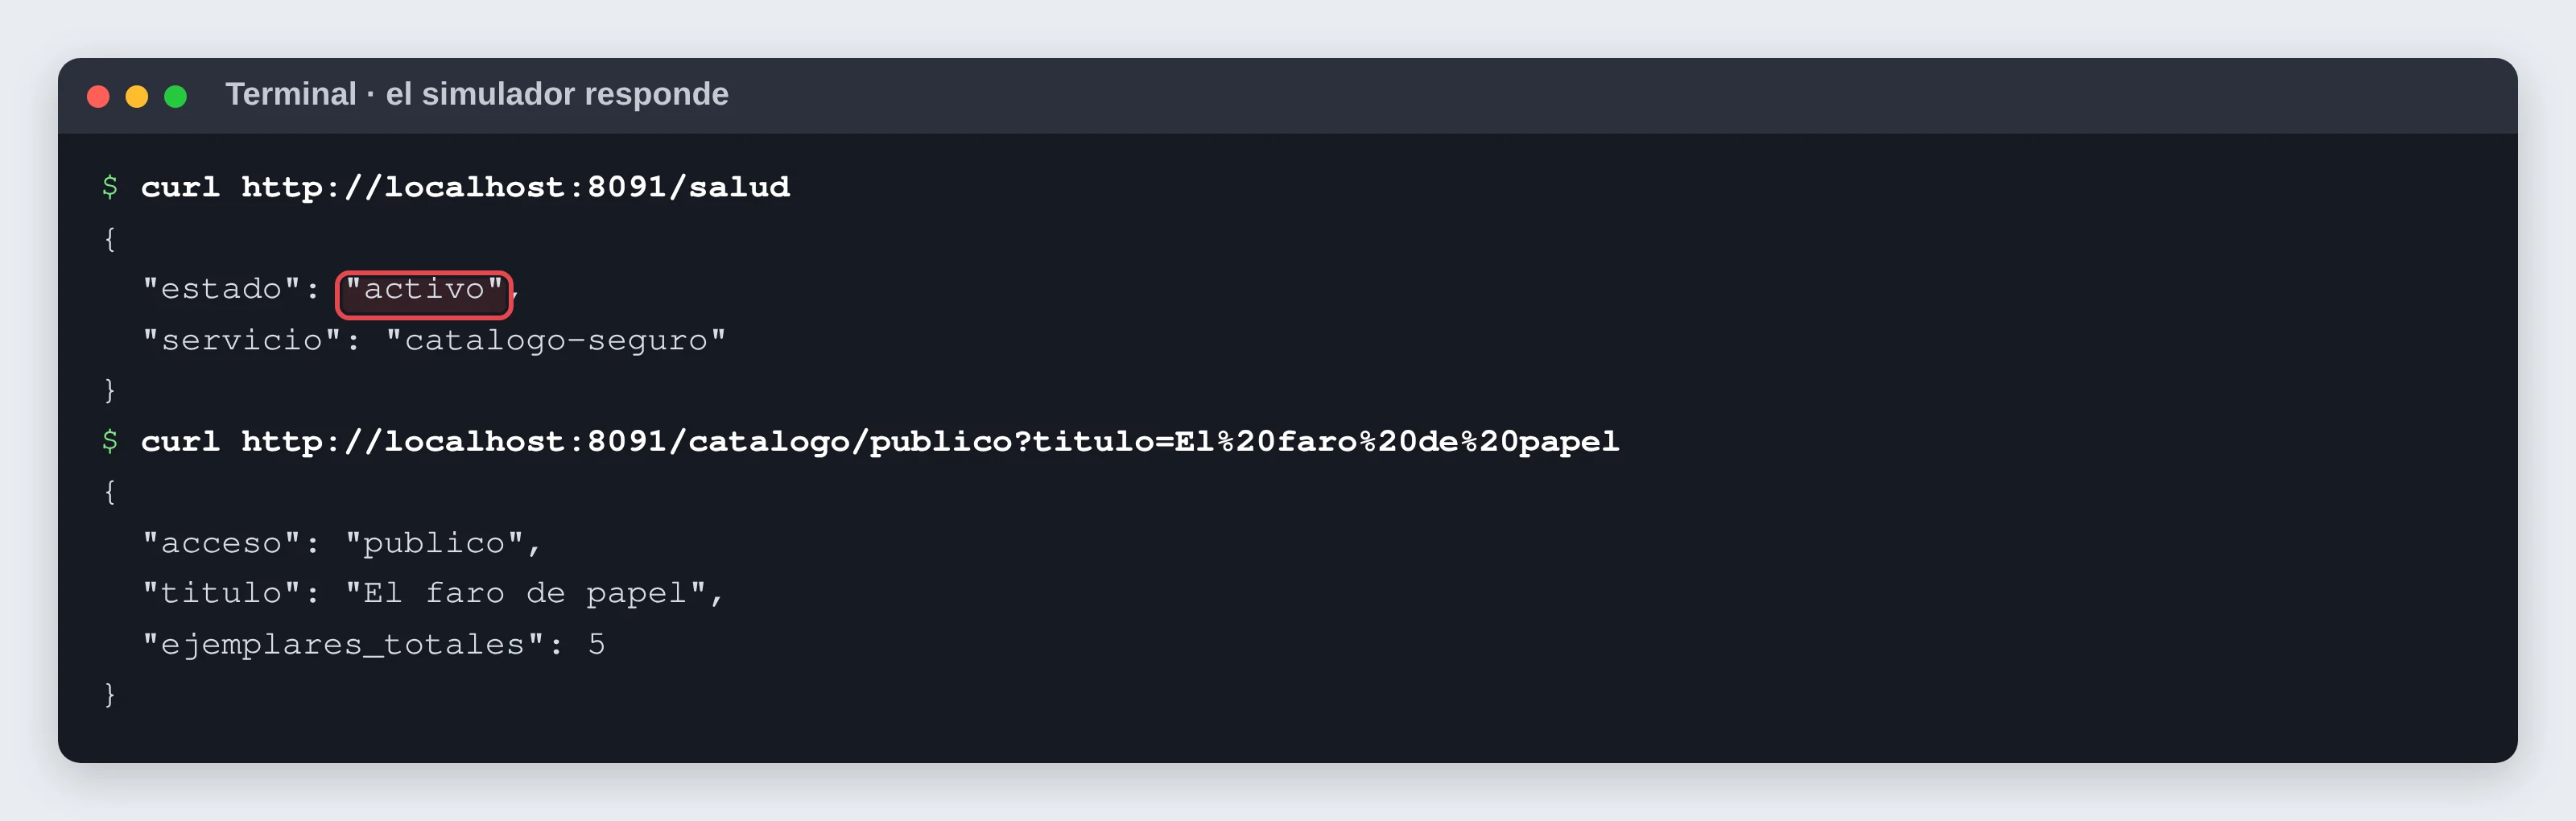 Terminal · el simulador responde
$ curl http://localhost:8091/salud
{
  "estado": "activo",
  "servicio": "catalogo-seguro"
}
$ curl http://localhost:8091/catalogo/publico?titulo=El%20faro%20de%20papel
{
  "acceso": "publico",
  "titulo": "El faro de papel",
  "ejemplares_totales": 5
}